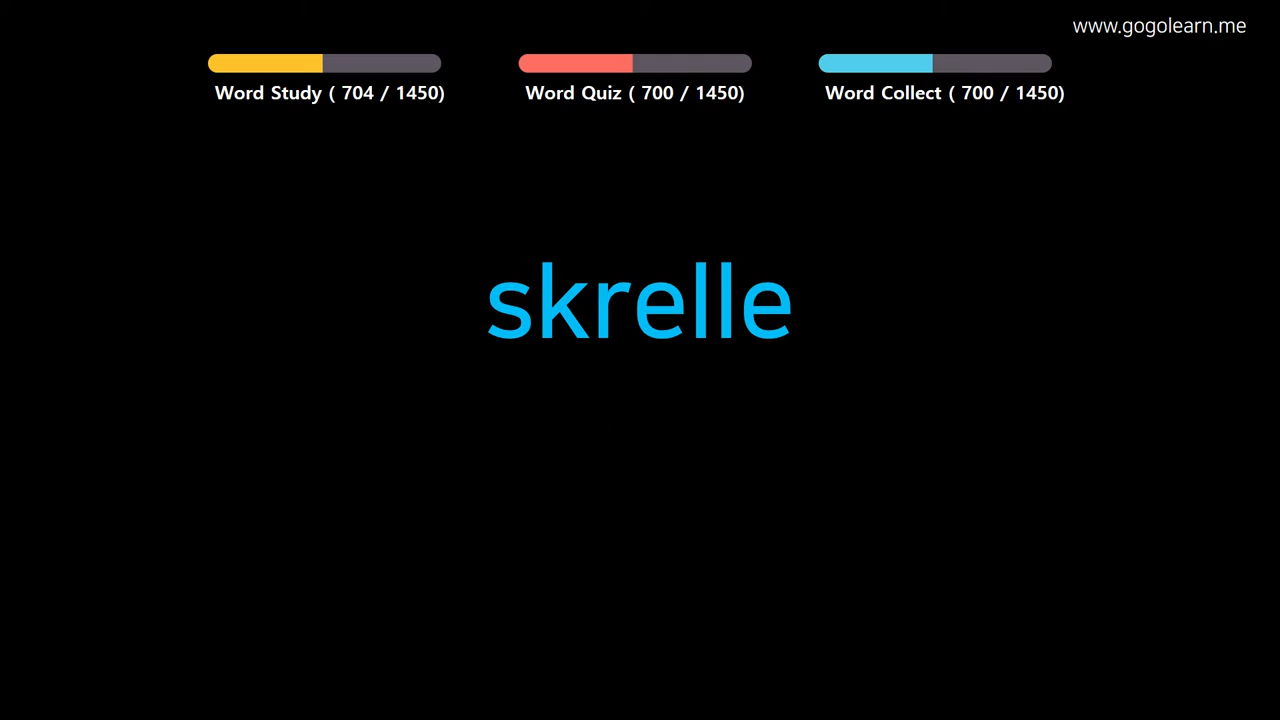 www.gogolearn.me
Word Study ( 704 / 1450)
Word Quiz ( 700 / 1450)
Word Collect ( 700 / 1450)
skrelle